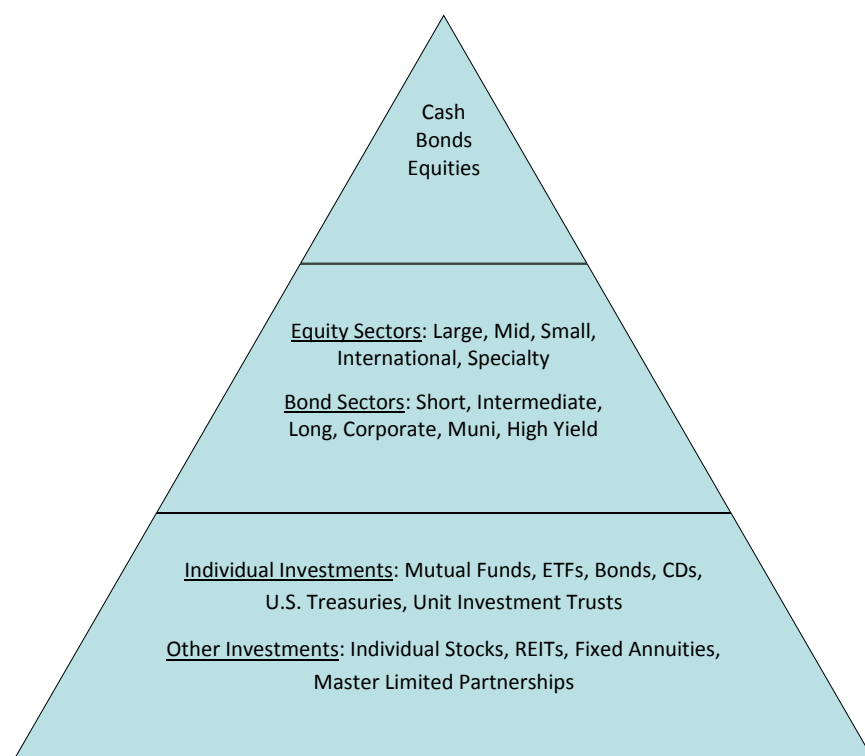 Cash
Bonds
Equities
Equity Sectors: Large, Mid, Small,
International, Specialty
Bond Sectors: Short, Intermediate,
Long, Corporate, Muni, High Yield
Individual Investments: Mutual Funds, ETFs, Bonds, CDs,
U.S. Treasuries, Unit Investment Trusts
Other Investments: Individual Stocks, REITs, Fixed Annuities,
Master Limited Partnerships